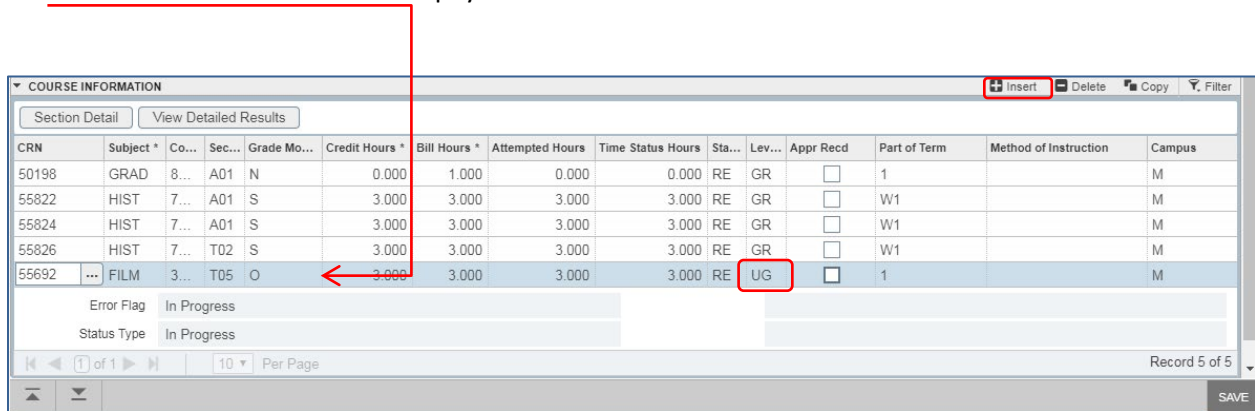 COURSE INFORMATION Insert Delete Copy Filter
Section Detail View Detailed Results
CRN Subject * Co... Sec... Grade Mo... Credit Hours * Bill Hours * Attempted Hours Time Status Hours Sta... Lev... Appr Recd Part of Term Method of Instruction Campus
50198 GRAD 8... A01 N 0.000 1.000 0.000 0.000 RE GR 1 M
55822 HIST 7... A01 S 3.000 3.000 3.000 3.000 RE GR W1 M
55824 HIST 7... A01 S 3.000 3.000 3.000 3.000 RE GR W1 M
55826 HIST 7... T02 S 3.000 3.000 3.000 3.000 RE GR W1 M
55692 ... FILM 3... T05 O 3.000 3.000 3.000 3.000 RE UG 1 M
Error Flag In Progress
Status Type In Progress
1 of 1 10 Per Page Record 5 of 5
SAVE